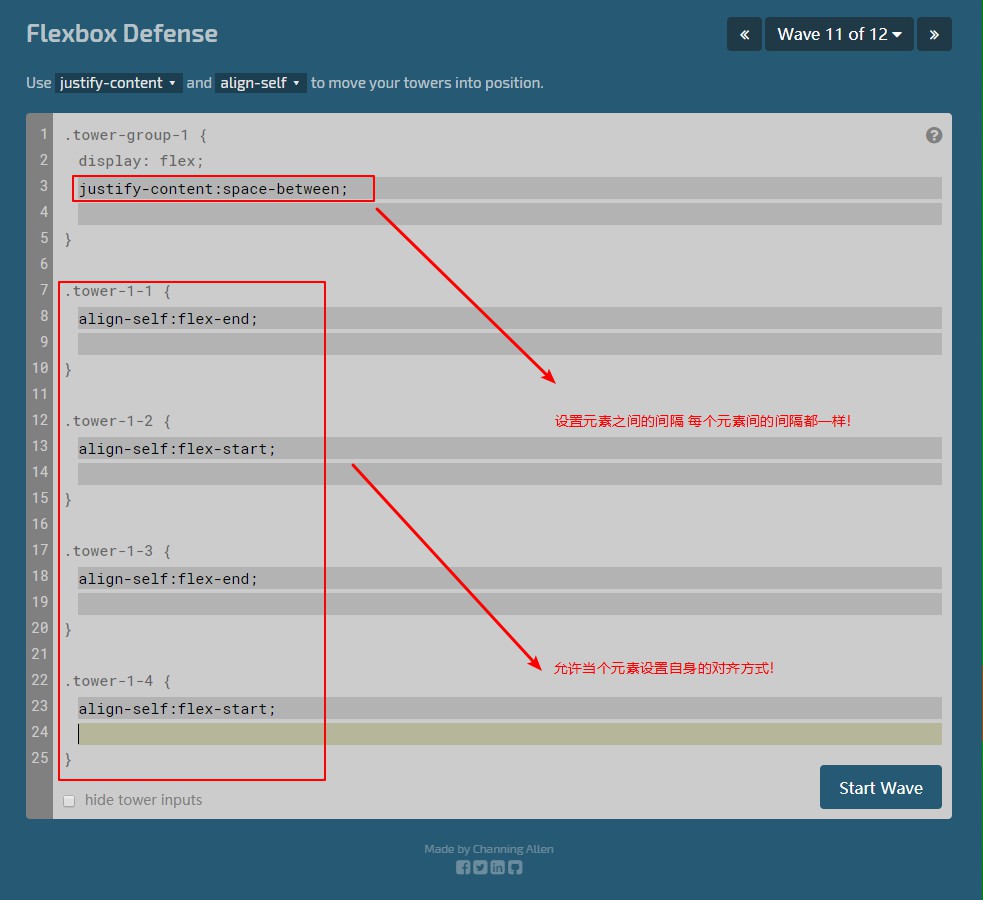 Flexbox Defense
« Wave 11 of 12 »
Use justify-content and align-self to move your towers into position.
1 .tower-group-1 {
2 display: flex;
3 justify-content:space-between;
4
5 }
6
7 .tower-1-1 {
8 align-self:flex-end;
9
10 }
11
12 .tower-1-2 {
设置元素之间的间隔 每个元素间的间隔都一样!
13 align-self:flex-start;
14
15 }
16
17 .tower-1-3 {
18 align-self:flex-end;
19
20 }
21
允许当个元素设置自身的对齐方式!
22 .tower-1-4 {
23 align-self:flex-start;
24
25 }
Start Wave
hide tower inputs
Made by Channing Allen